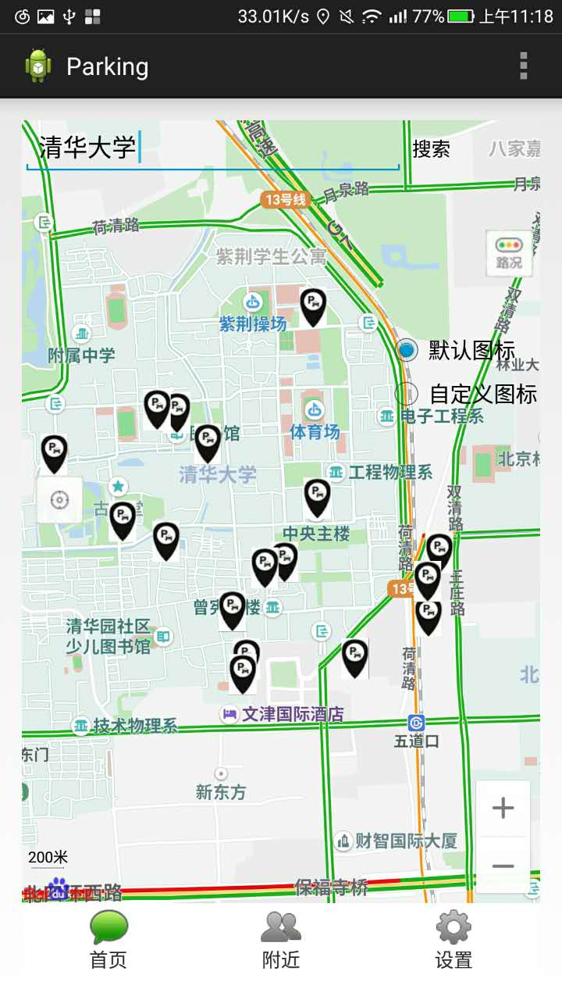 33.01K/s 77% 上午11:18
Parking
清华大学
搜索
八家嘉
高速
月泉路
月泉
13号线
荷清路
G7
双清路
路况
紫荆学生公寓
紫荆操场
双清路
附属中学
默认图标
林业大
自定义图标
体育场
电子工程系
馆
北京林
清华大学
工程物理系
古 堂
双清路
中央主楼
荷清路
13号
王庄路
曾宪 楼
清华园社区
少儿图书馆
荷清路
北
文津国际酒店
技术物理系
五道口
东门
新东方
财智国际大厦
200米
西路
保福寺桥
首页
附近
设置